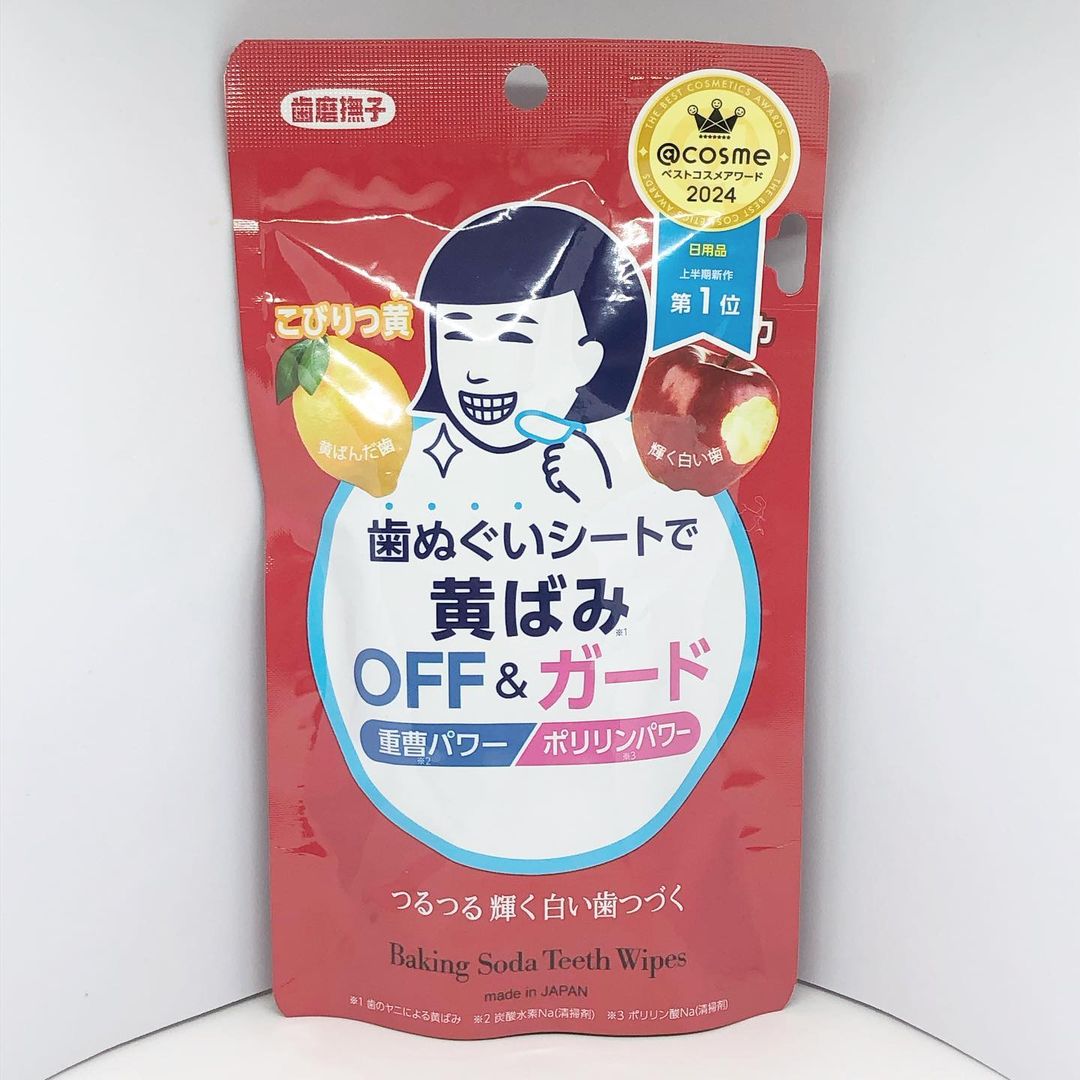 歯磨撫子
THE BEST COSMETICS AWARDS
@cosme
ベストコスメアワード
2024
THE BEST COSMETICS AWARDS
日用品
上半期新作
第1位
こびりつ黄
力
黄ばんだ歯
輝く白い歯
歯ぬぐいシートで
黄ばみ※1
OFF&ガード
重曹パワー※2 ポリリンパワー※3
つるつる 輝く白い歯つづく
Baking Soda Teeth Wipes
made in JAPAN
※1 歯のヤニによる黄ばみ ※2 炭酸水素Na(清掃剤) ※3 ポリリン酸Na(清掃剤)